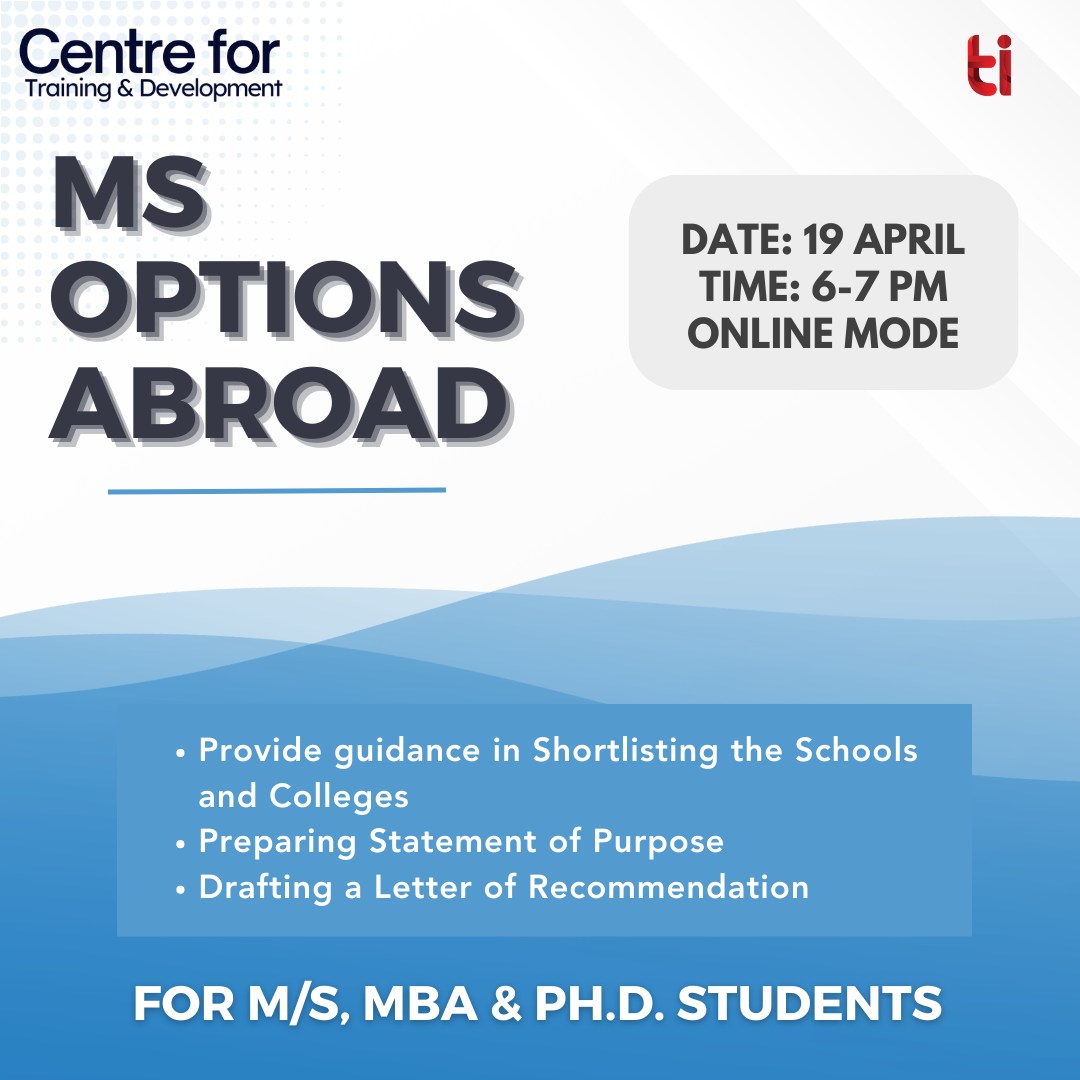 Centre for
Training & Development
ti
MS
OPTIONS
ABROAD
DATE: 19 APRIL
TIME: 6-7 PM
ONLINE MODE
• Provide guidance in Shortlisting the Schools
and Colleges
• Preparing Statement of Purpose
• Drafting a Letter of Recommendation
FOR M/S, MBA & PH.D. STUDENTS